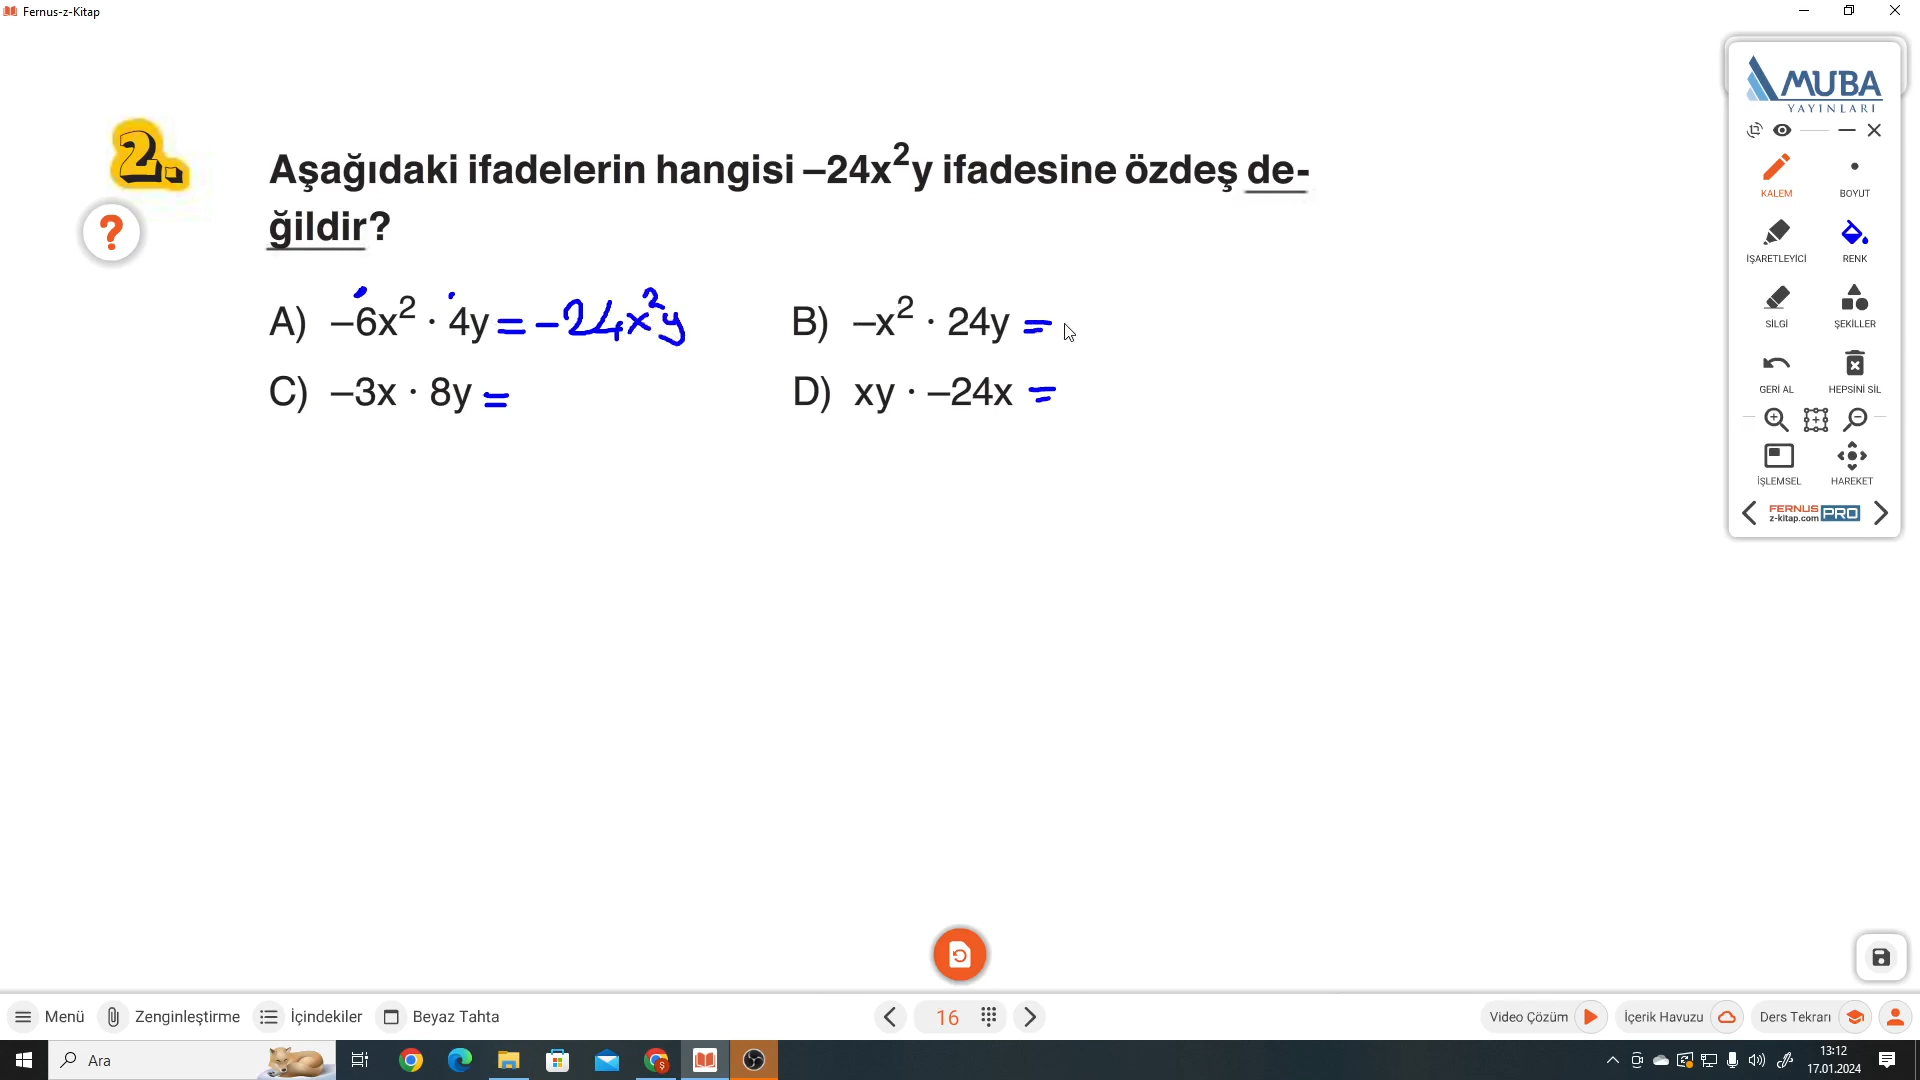 Fernus-z-Kitap
MUBA
YAYINLARI
2.
Aşağıdaki ifadelerin hangisi –24x²y ifadesine özdeş de-
ğildir?
?
A) –6x² · 4y = -24x²y
B) –x² · 24y =
C) –3x · 8y =
D) xy · –24x =
KALEM
BOYUT
İŞARETLEYİCİ
RENK
SİLGİ
ŞEKİLLER
GERİ AL
HEPSİNİ SİL
İŞLEMSEL
HAREKET
FERNUS
z-kitap.com
PRO
Menü
Zenginleştirme
İçindekiler
Beyaz Tahta
16
Video Çözüm
İçerik Havuzu
Ders Tekrarı
Ara
13:12
17.01.2024